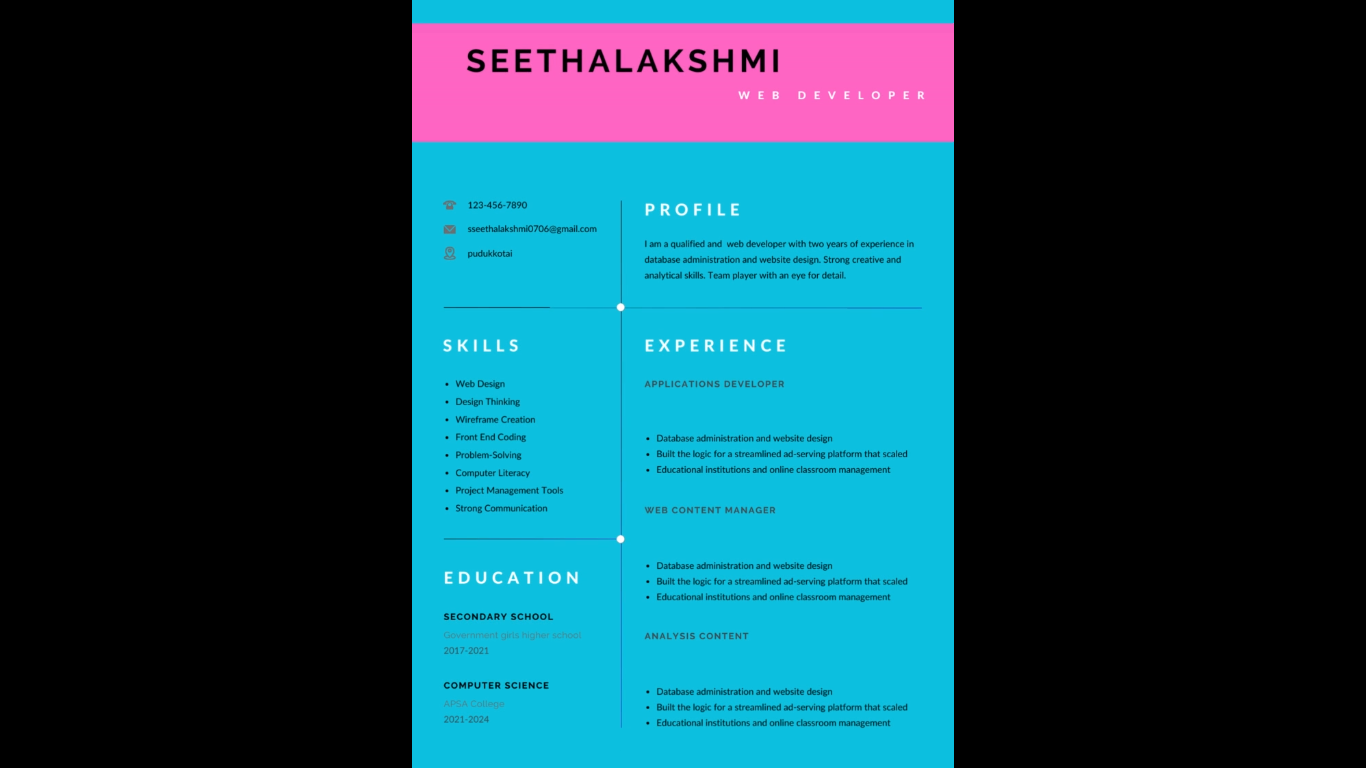 SEETHALAKSHMI
WEB DEVELOPER
123-456-7890
sseethalakshmi0706@gmail.com
pudukkotai
PROFILE
I am a qualified and  web developer with two years of experience in
database administration and website design. Strong creative and
analytical skills. Team player with an eye for detail.
SKILLS
• Web Design
• Design Thinking
• Wireframe Creation
• Front End Coding
• Problem-Solving
• Computer Literacy
• Project Management Tools
• Strong Communication
EDUCATION
SECONDARY SCHOOL
Government girls higher school
2017-2021
COMPUTER SCIENCE
APSA College
2021-2024
EXPERIENCE
APPLICATIONS DEVELOPER
• Database administration and website design
• Built the logic for a streamlined ad-serving platform that scaled
• Educational institutions and online classroom management
WEB CONTENT MANAGER
• Database administration and website design
• Built the logic for a streamlined ad-serving platform that scaled
• Educational institutions and online classroom management
ANALYSIS CONTENT
• Database administration and website design
• Built the logic for a streamlined ad-serving platform that scaled
• Educational institutions and online classroom management